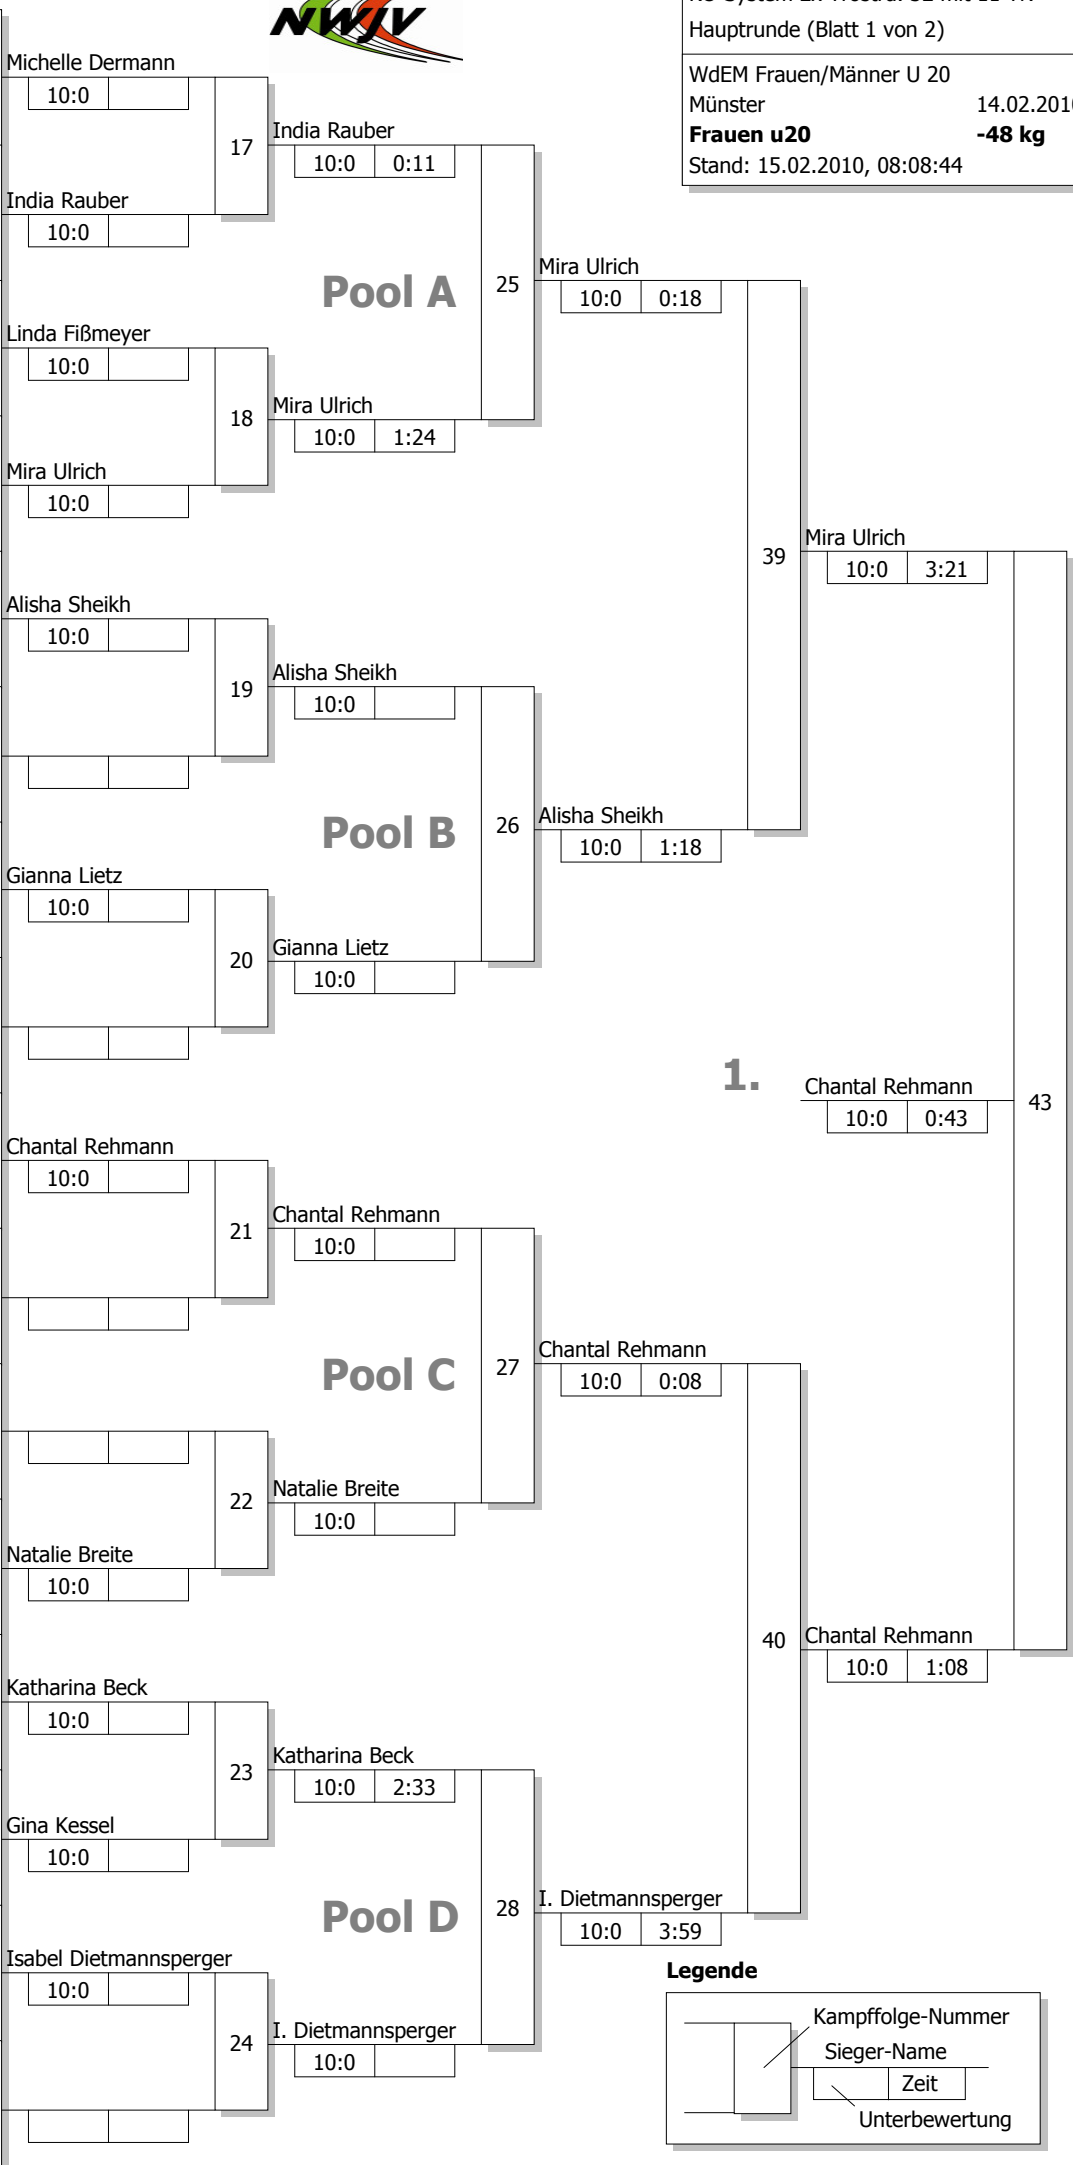 NWJV
Hauptrunde (Blatt 1 von 2)
WdEM Frauen/Männer U 20
Münster 14.02.2010
Frauen u20 -48 kg
Stand: 15.02.2010, 08:08:44
Michelle Dermann
10:0
17
India Rauber
10:0 0:11
India Rauber
10:0
Pool A
25
Mira Ulrich
10:0 0:18
Linda Fißmeyer
10:0
18
Mira Ulrich
10:0 1:24
Mira Ulrich
10:0
39
Mira Ulrich
10:0 3:21
Alisha Sheikh
10:0
19
Alisha Sheikh
10:0
Pool B
26
Alisha Sheikh
10:0 1:18
Gianna Lietz
10:0
20
Gianna Lietz
10:0
1.
Chantal Rehmann
10:0 0:43
43
Chantal Rehmann
10:0
21
Chantal Rehmann
10:0
Pool C
27
Chantal Rehmann
10:0 0:08
22
Natalie Breite
10:0
Natalie Breite
10:0
40
Chantal Rehmann
10:0 1:08
Katharina Beck
10:0
23
Katharina Beck
10:0 2:33
Gina Kessel
10:0
Pool D
28
I. Dietmannsperger
10:0 3:59
Isabel Dietmannsperger
10:0
24
I. Dietmannsperger
10:0
Legende
Kampffolge-Nummer
Sieger-Name
Zeit
Unterbewertung